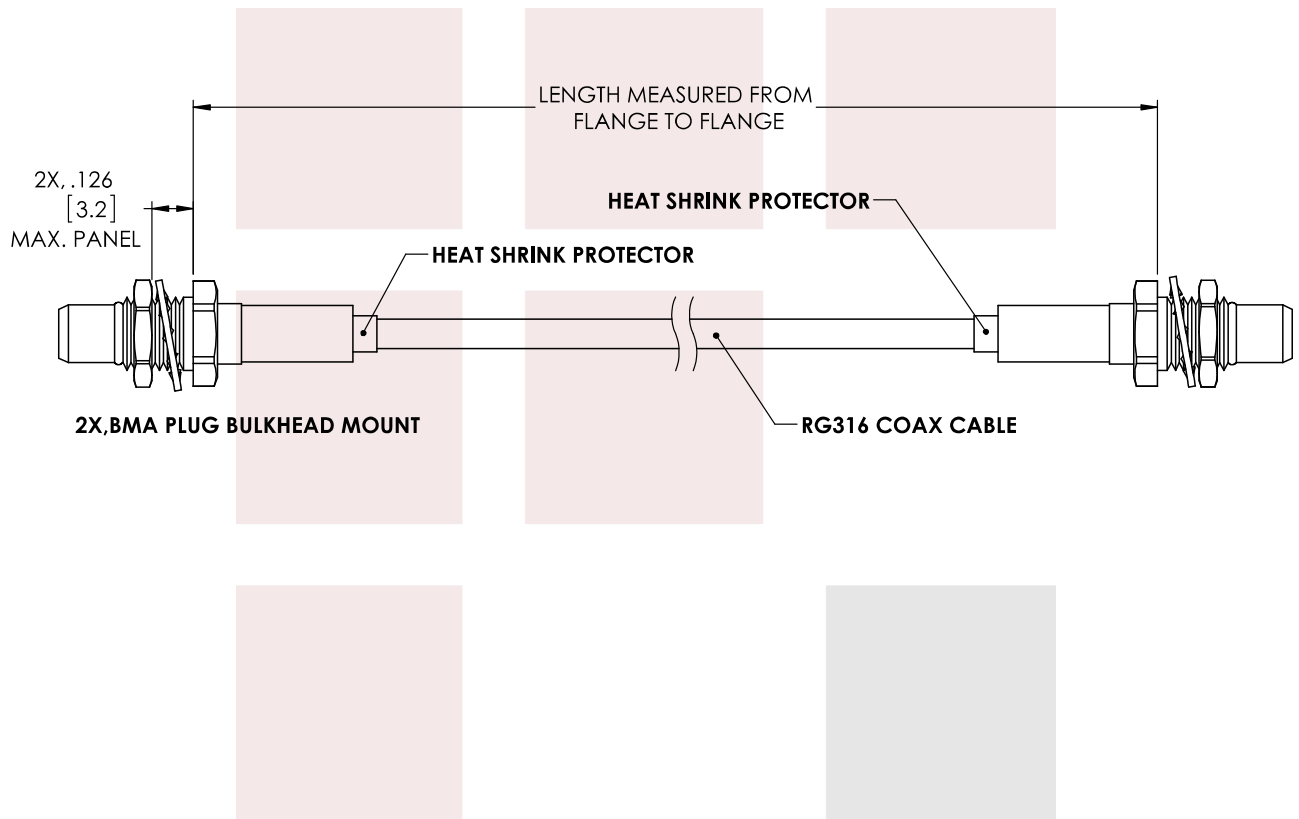 LENGTH MEASURED FROM
FLANGE TO FLANGE
2X, .126
[3.2]
MAX. PANEL
HEAT SHRINK PROTECTOR
HEAT SHRINK PROTECTOR
2X,BMA PLUG BULKHEAD MOUNT
RG316 COAX CABLE